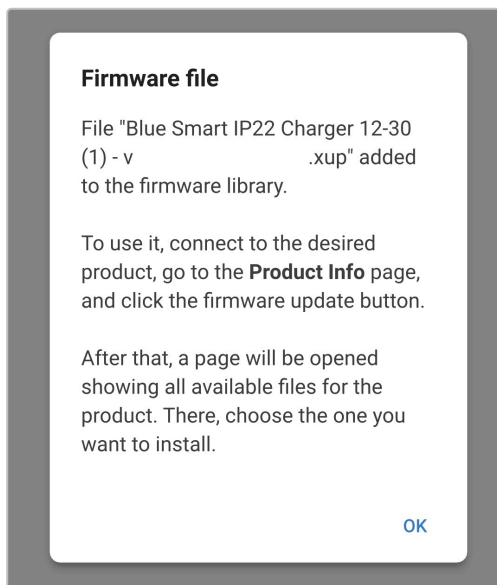 Firmware file
File "Blue Smart IP22 Charger 12-30
(1) - v .xup" added
to the firmware library.
To use it, connect to the desired
product, go to the Product Info page,
and click the firmware update button.
After that, a page will be opened
showing all available files for the
product. There, choose the one you
want to install.
OK